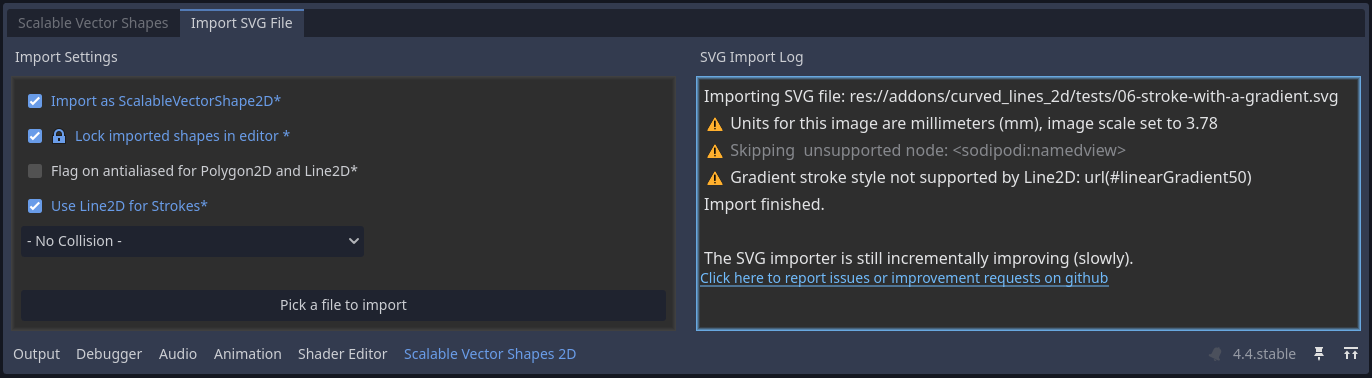 Scalable Vector Shapes
Import SVG File
Import Settings
Import as ScalableVectorShape2D*
Lock imported shapes in editor *
Flag on antialiased for Polygon2D and Line2D*
Use Line2D for Strokes*
- No Collision -
Pick a file to import
SVG Import Log
Importing SVG file: res://addons/curved_lines_2d/tests/06-stroke-with-a-gradient.svg
Units for this image are millimeters (mm), image scale set to 3.78
Skipping  unsupported node: <sodipodi:namedview>
Gradient stroke style not supported by Line2D: url(#linearGradient50)
Import finished.
The SVG importer is still incrementally improving (slowly).
Click here to report issues or improvement requests on github
Output
Debugger
Audio
Animation
Shader Editor
Scalable Vector Shapes 2D
4.4.stable